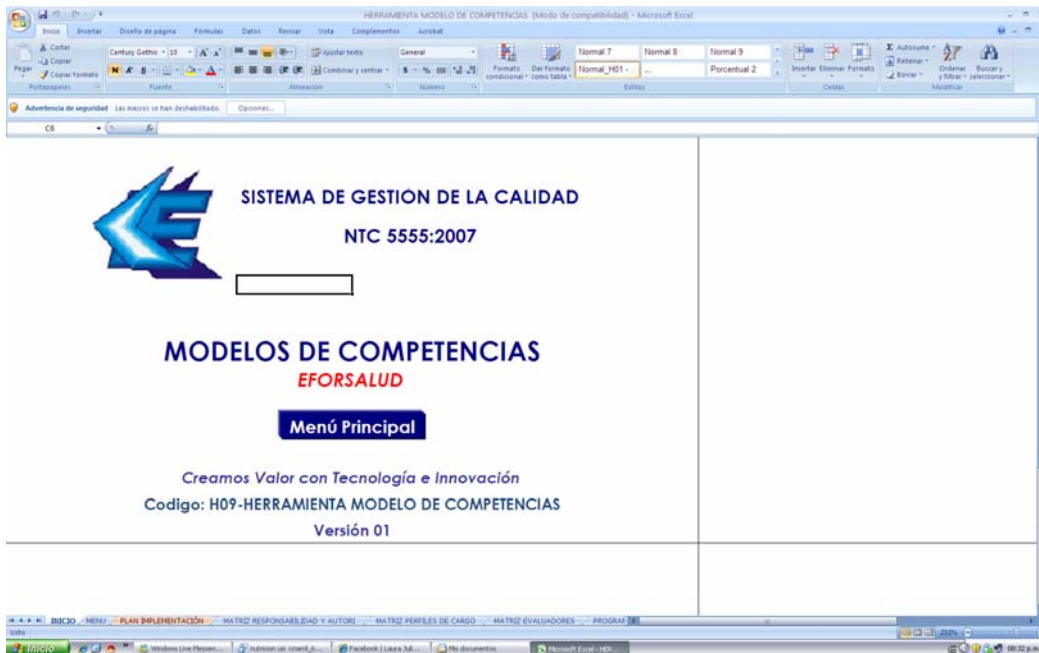 HERRAMIENTA MODELO DE COMPETENCIAS [Modo de compatibilidad] - Microsoft Excel
Inicio Insertar Diseño de página Fórmulas Datos Revisar Vista Complementos Acrobat
Cortar
Copiar
Copiar formato
Pegar
Century Gothic 10
Ajustar texto
Combinar y centrar
General
Formato condicional
Dar formato como tabla
Normal 7 Normal 8 Normal 9
Normal_H01 - ... ... Porcentual 2
Insertar Eliminar Formato
Autosuma
Rellenar
Borrar
Ordenar y filtrar
Buscar y seleccionar
Portapapeles Fuente Alineación Número Estilos Celdas Modificar
Advertencia de seguridad Las macros se han deshabilitado. Opciones...
C6 fx
SISTEMA DE GESTION DE LA CALIDAD
NTC 5555:2007
MODELOS DE COMPETENCIAS
EFORSALUD
Menú Principal
Creamos Valor con Tecnología e Innovación
Codigo: H09-HERRAMIENTA MODELO DE COMPETENCIAS
Versión 01
INICIO MENU PLAN IMPLEMENTACIÓN MATRIZ RESPONSABILIDAD Y AUTORI MATRIZ PERFILES DE CARGO MATRIZ EVALUADORES PROGRAM
Listo
232%
Inicio Windows Live Messen... Facebook | Laura Juli... Mis documentos Microsoft Excel - HER...
08:32 p.m.